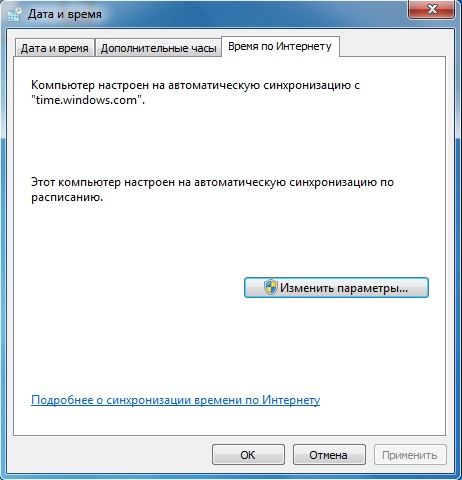 Дата и время
Дата и время Дополнительные часы Время по Интернету
Компьютер настроен на автоматическую синхронизацию с
"time.windows.com".
Этот компьютер настроен на автоматическую синхронизацию по
расписанию.
Изменить параметры...
Подробнее о синхронизации времени по Интернету
ОК Отмена Применить